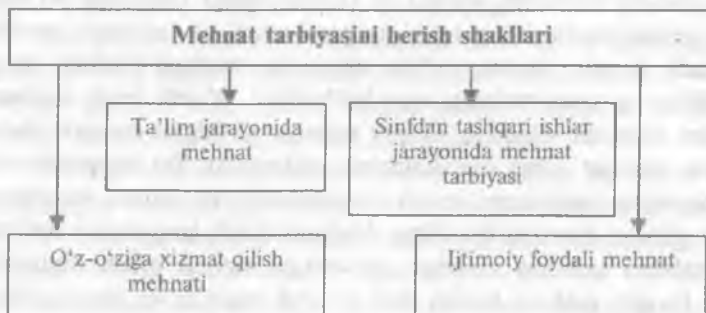 Mehnat tarbiyasini berish shakllari
Ta’lim jarayonida
mehnat
Sinfdan tashqari ishlar
jarayonida mehnat
tarbiyasi
O‘z-o‘ziga xizmat qilish
mehnati
Ijtimoiy foydali mehnat